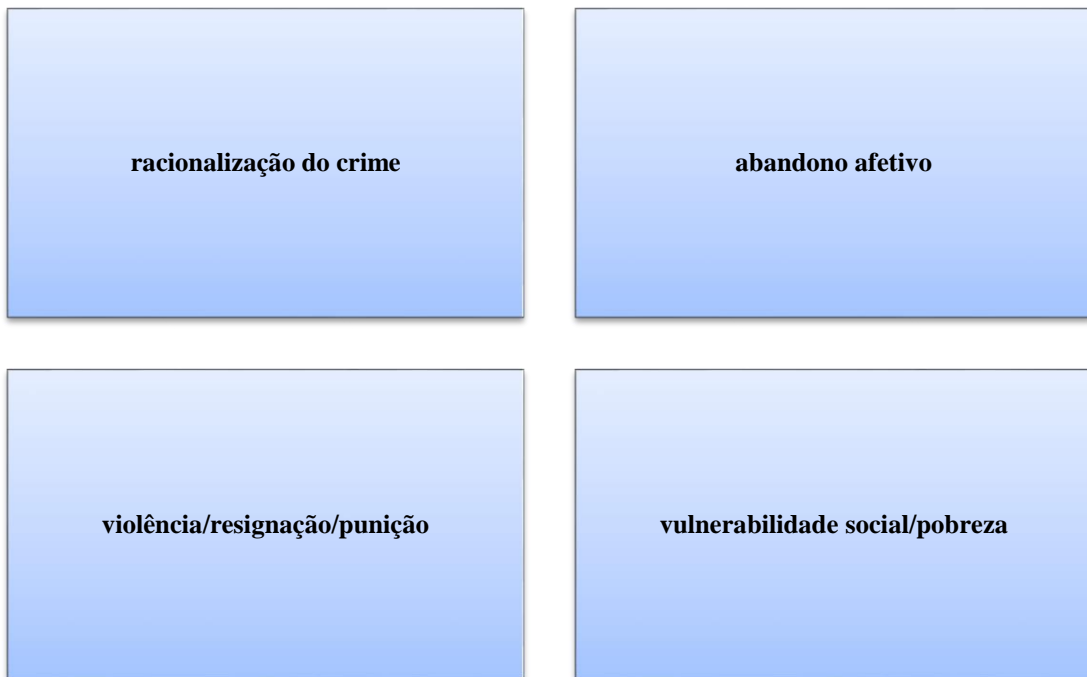 racionalização do crime
abandono afetivo
violência/resignação/punição
vulnerabilidade social/pobreza